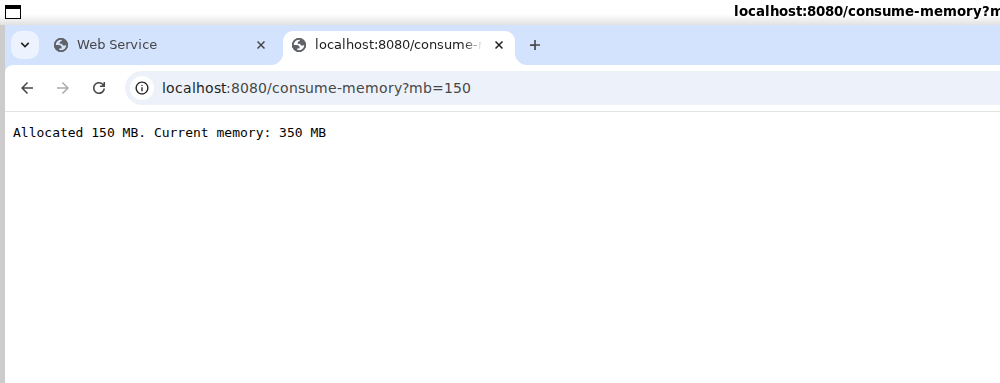 localhost:8080/consume-memory?m
Web Service
localhost:8080/consume-
localhost:8080/consume-memory?mb=150
Allocated 150 MB. Current memory: 350 MB